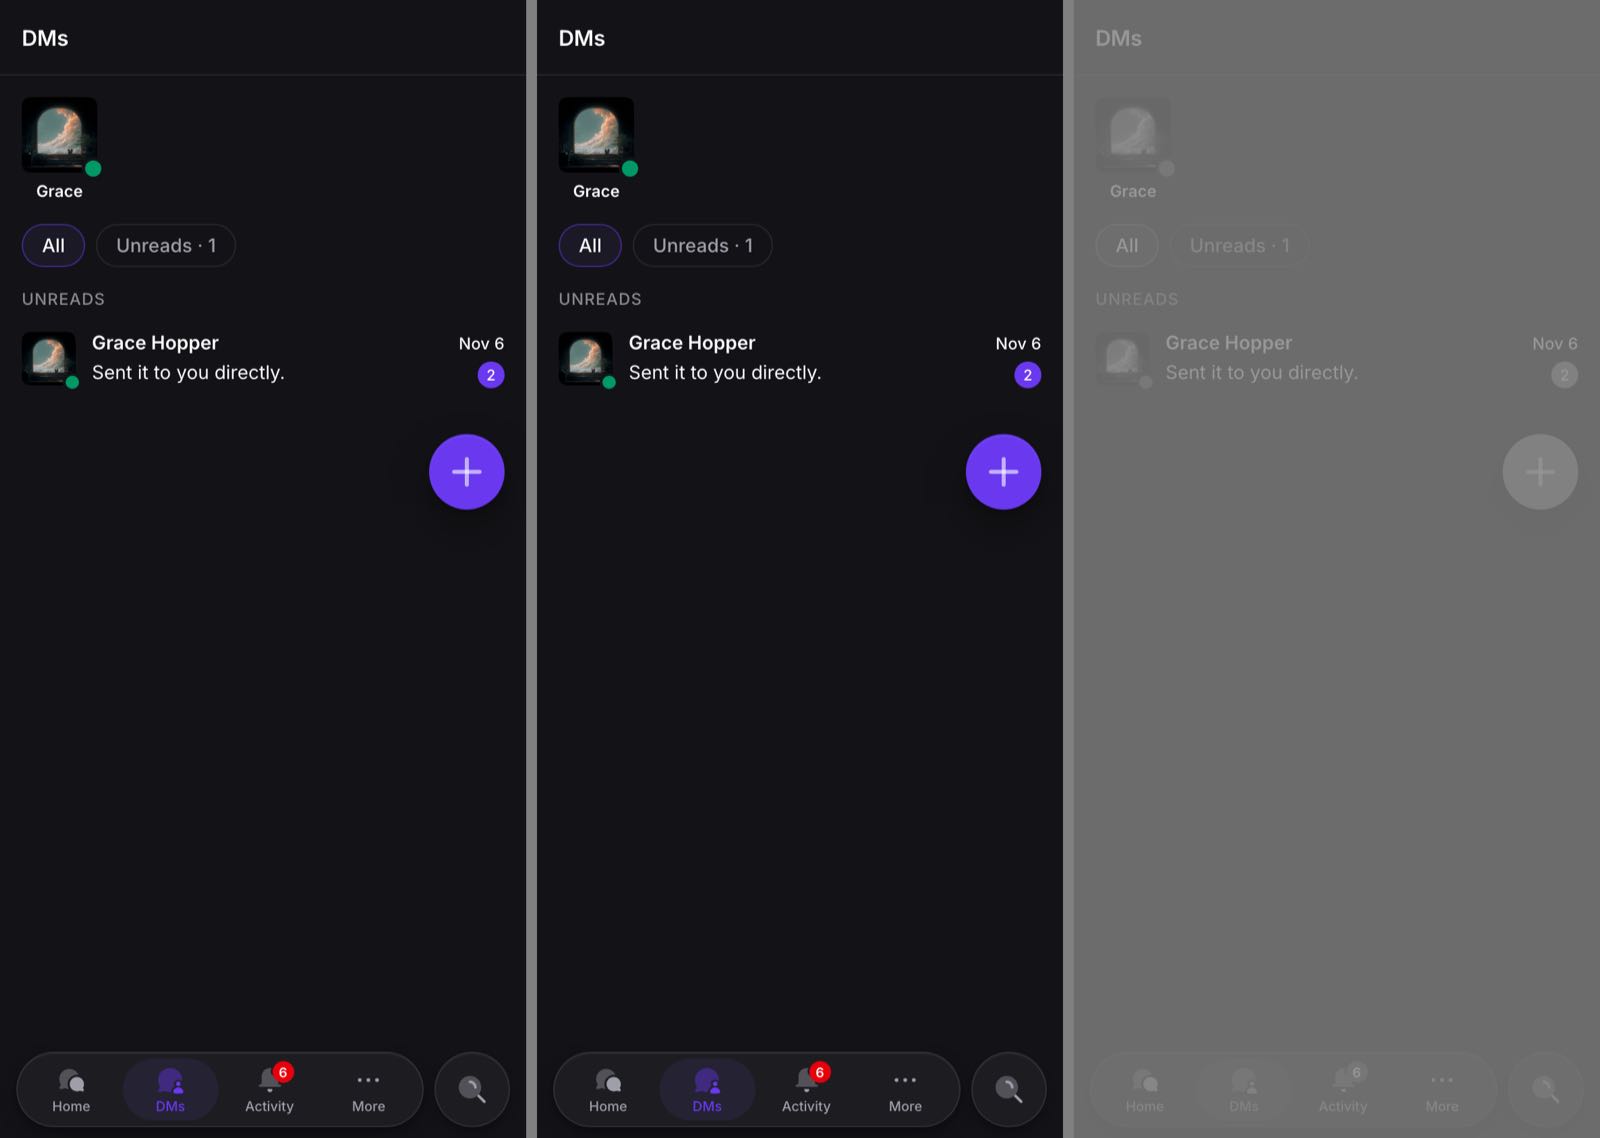 DMs
Grace
All
Unreads · 1
UNREADS
Grace Hopper
Nov 6
Sent it to you directly.
2
6
Home
DMs
Activity
More
DMs
Grace
All
Unreads · 1
UNREADS
Grace Hopper
Nov 6
Sent it to you directly.
2
6
Home
DMs
Activity
More
DMs
Grace
All
Unreads · 1
UNREADS
Grace Hopper
Nov 6
Sent it to you directly.
2
6
Home
DMs
Activity
More